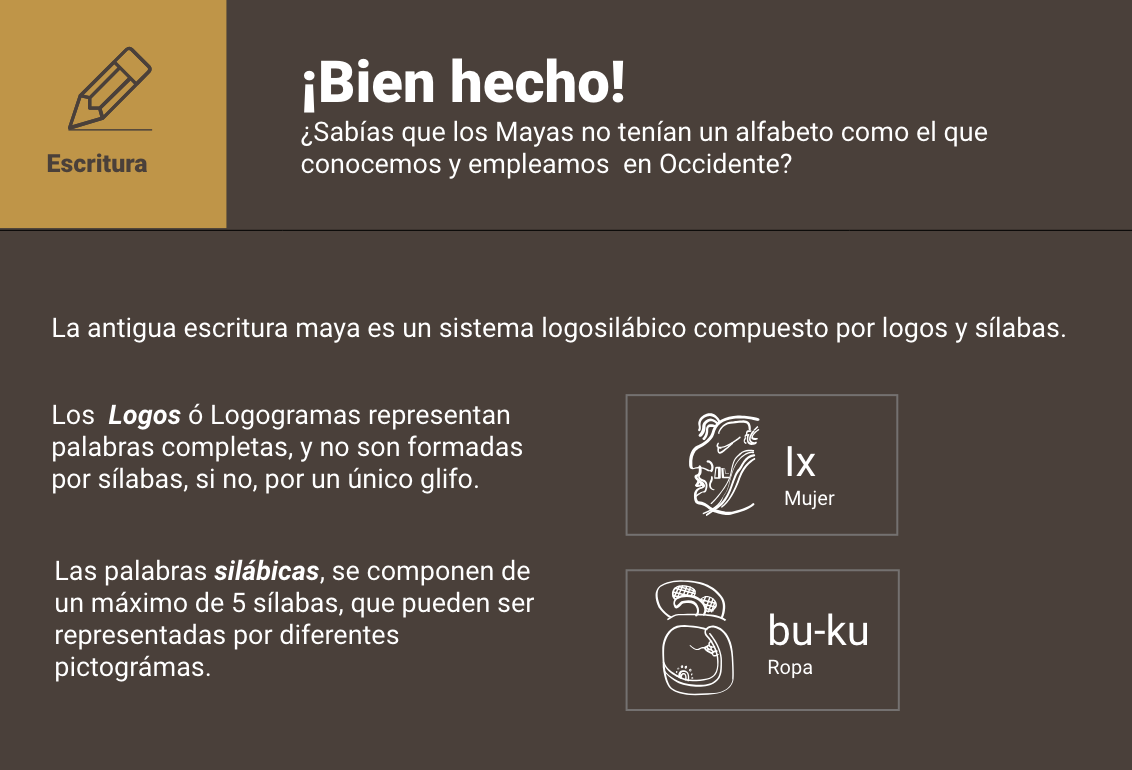 Escritura
¡Bien hecho!
¿Sabías que los Mayas no tenían un alfabeto como el que
conocemos y empleamos  en Occidente?
La antigua escritura maya es un sistema logosilábico compuesto por logos y sílabas.
Los  Logos ó Logogramas representan
palabras completas, y no son formadas
por sílabas, si no, por un único glifo.
Ix
Mujer
Las palabras silábicas, se componen de
un máximo de 5 sílabas, que pueden ser
representadas por diferentes
pictográmas.
bu-ku
Ropa